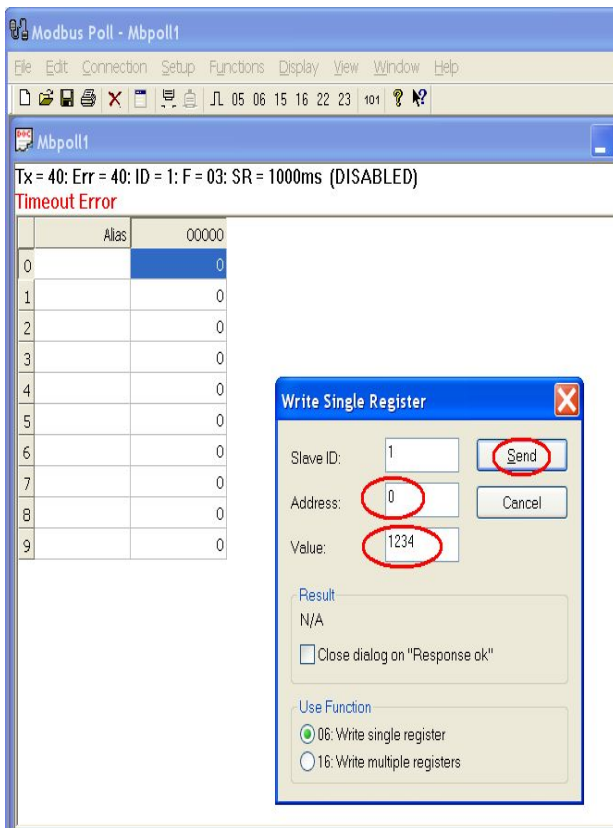 Modbus Poll - Mbpoll1
File Edit Connection Setup Functions Display View Window Help
05 06 15 16 22 23 101
Mbpoll1
Tx = 40: Err = 40: ID = 1: F = 03: SR = 1000ms (DISABLED)
Timeout Error
Alias 00000
0 0
1 0
2 0
3 0
4 0
5 0
6 0
7 0
8 0
9 0
Write Single Register
Slave ID: 1 Send
Address: 0 Cancel
Value: 1234
Result
N/A
Close dialog on "Response ok"
Use Function
06: Write single register
16: Write multiple registers